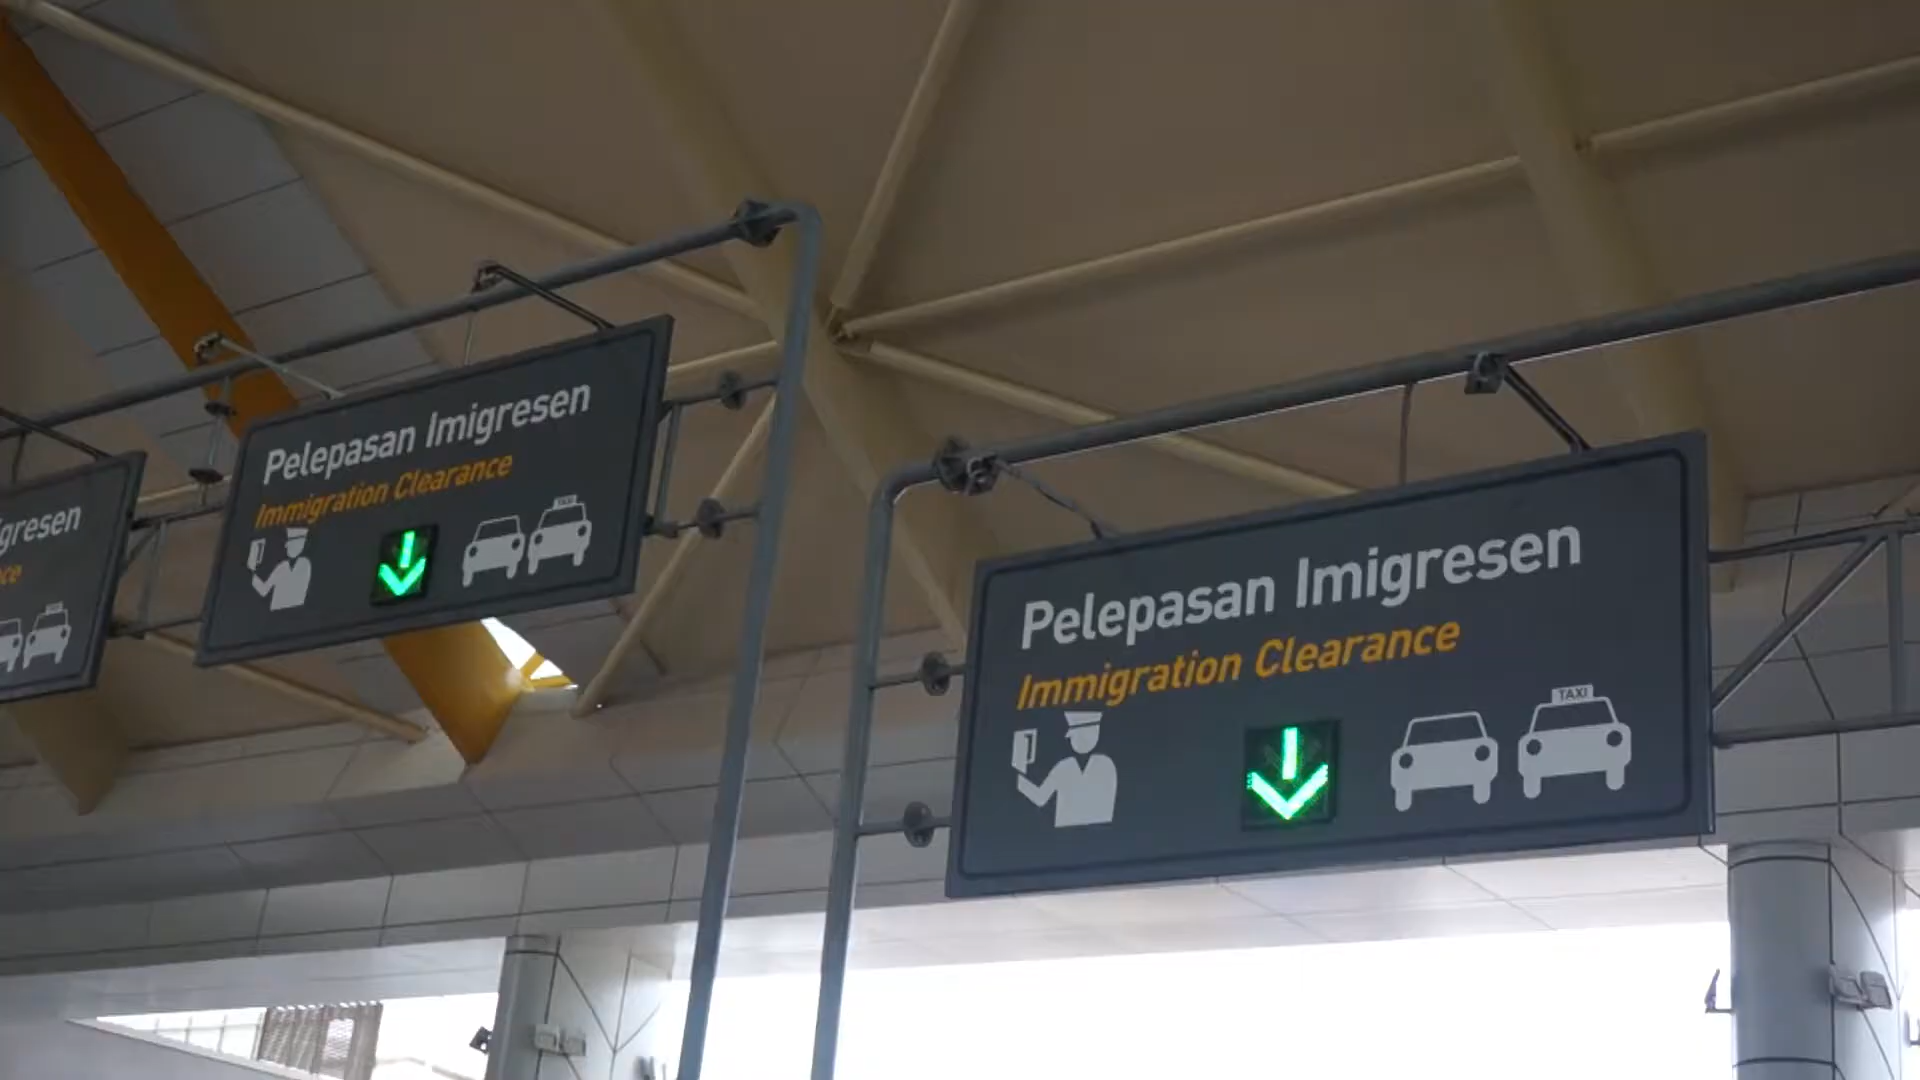 Pelepasan Imigresen
Immigration Clearance
TAXI
Pelepasan Imigresen
Immigration Clearance
TAXI